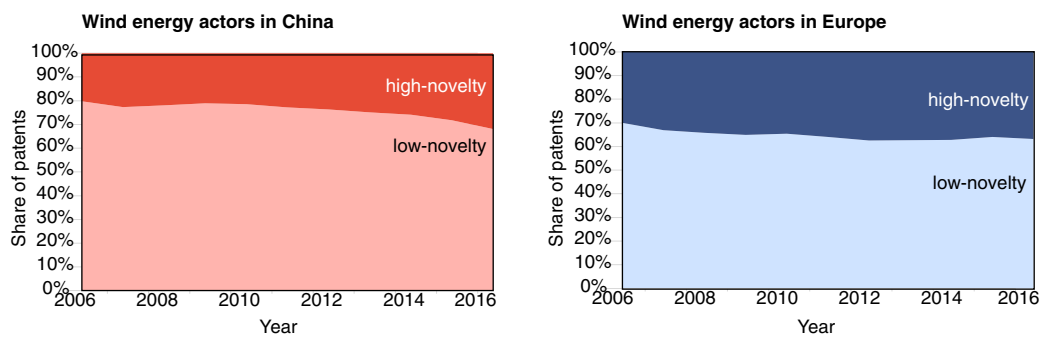 Wind energy actors in China
Share of patents
100%
90%
80%
70%
60%
50%
40%
30%
20%
10%
0%
high-novelty
low-novelty
2006 2008 2010 2012 2014 2016
Year
Wind energy actors in Europe
Share of patents
100%
90%
80%
70%
60%
50%
40%
30%
20%
10%
0%
high-novelty
low-novelty
2006 2008 2010 2012 2014 2016
Year